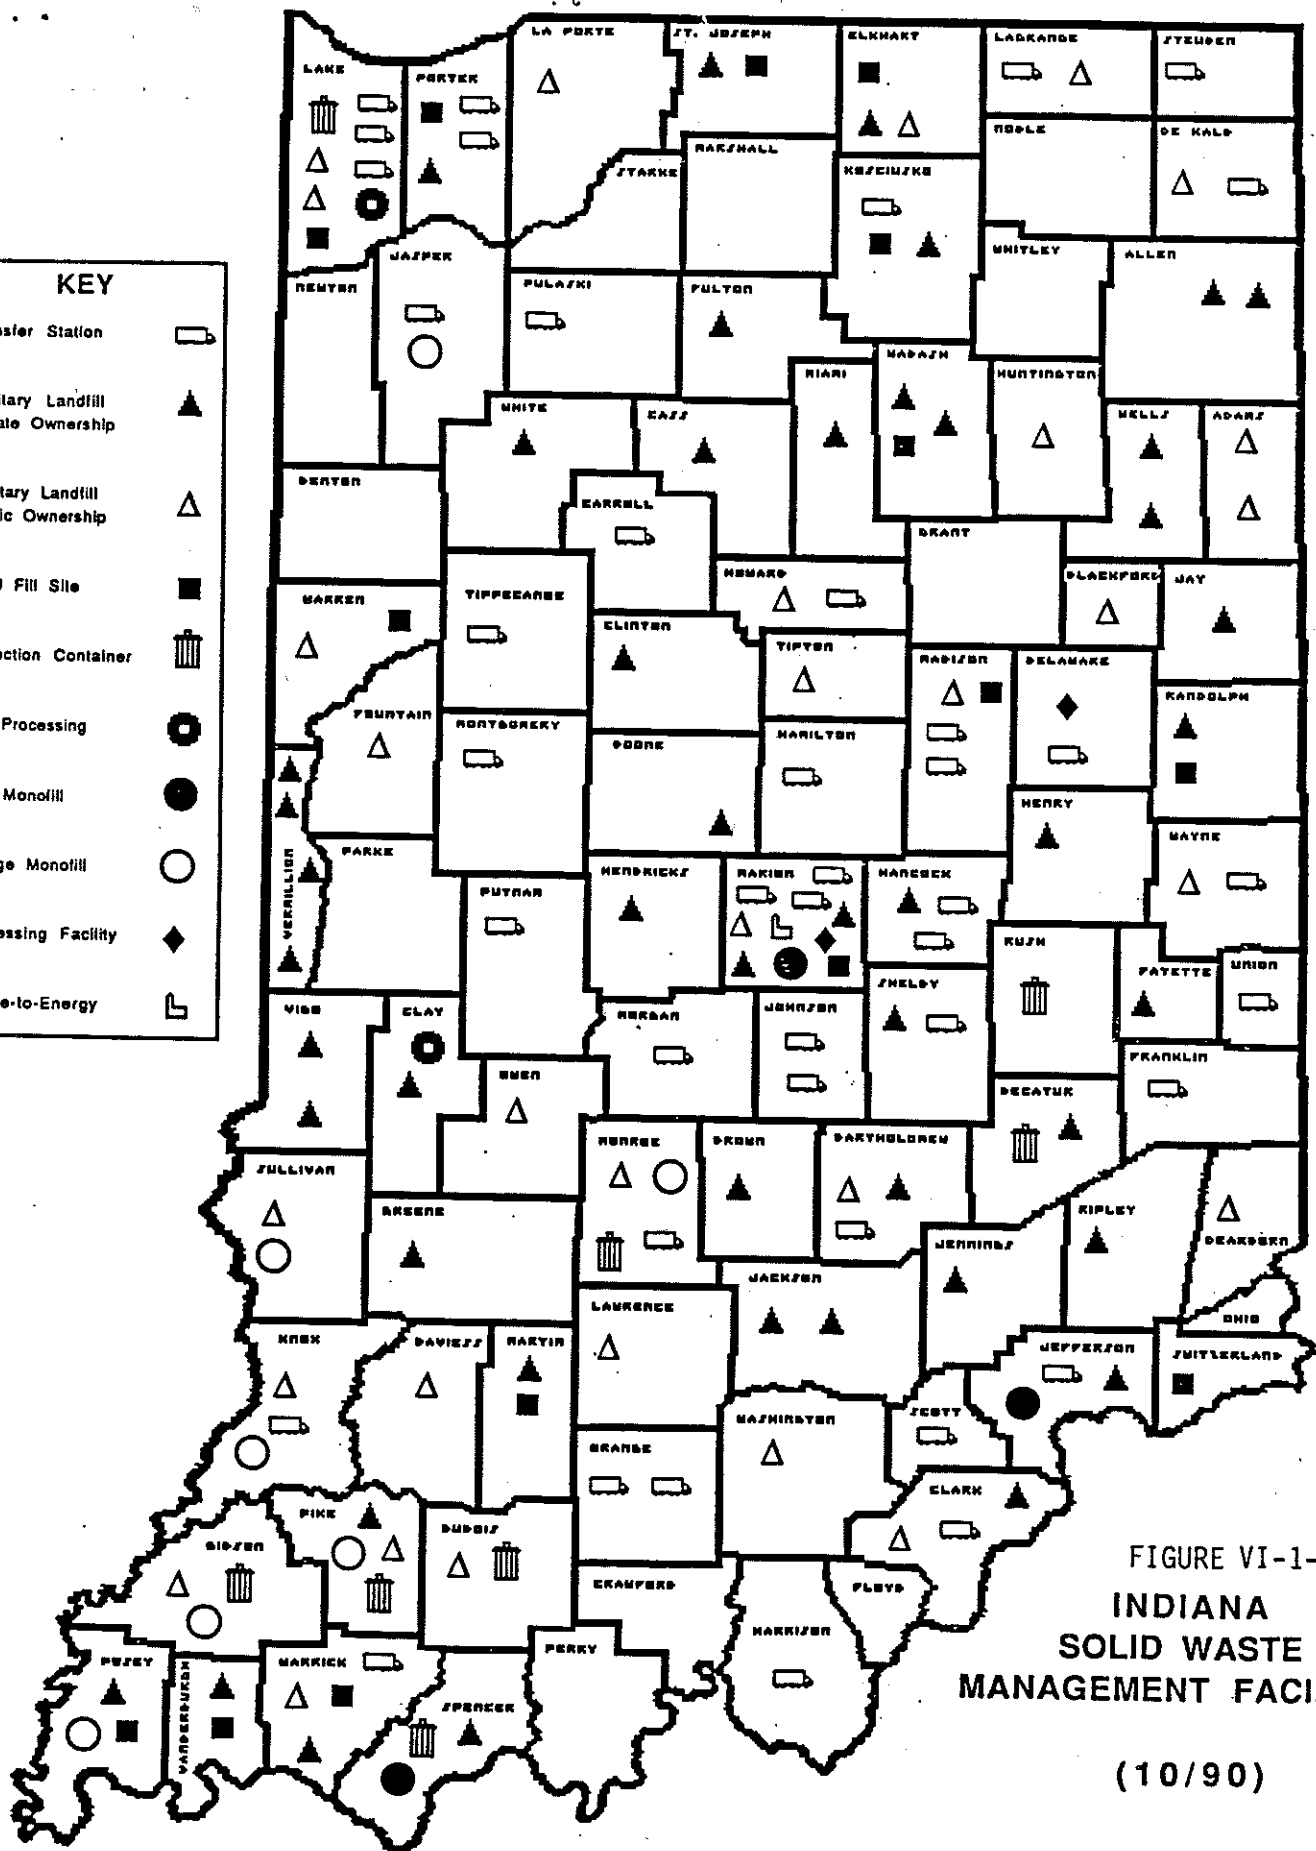 LA PORTE
ST. JOSEPH
ELKHART
LAGRANGE
STEUBEN
LAKE
PORTER
NOBLE
DE KALB
MARSHALL
STARKE
KOSCIUSKO
WHITLEY
ALLEN
JASPER
NEWTON
PULASKI
FULTON
KEY
nsfer Station
itary Landfill
ate Ownership
tary Landfill
ic Ownership
Fill Site
ection Container
Processing
Monofill
ge Monofill
essing Facility
e-to-Energy
WABASH
MIAMI
HUNTINGTON
WHITE
CASS
WELLS
ADAMS
BENTON
CARROLL
GRANT
HOWARD
BLACKFORD
JAY
WARREN
TIPPECANOE
CLINTON
TIPTON
MADISON
DELAWARE
RANDOLPH
FOUNTAIN
MONTGOMERY
BOONE
HAMILTON
HENRY
WAYNE
VERMILLION
PARKE
PUTNAM
HENDRICKS
MARION
HANCOCK
RUSH
FAYETTE
UNION
VIGO
CLAY
MORGAN
JOHNSON
SHELBY
OWEN
FRANKLIN
DECATUR
MONROE
BROWN
BARTHOLOMEW
SULLIVAN
GREENE
JENNINGS
RIPLEY
DEARBORN
JACKSON
LAWRENCE
OHIO
KNOX
DAVIESS
MARTIN
JEFFERSON
SWITZERLAND
WASHINGTON
SCOTT
ORANGE
CLARK
PIKE
DUBOIS
GIBSON
CRAWFORD
FLOYD
HARRISON
PERRY
POSEY
VANDERBURGH
WARRICK
SPENCER
FIGURE VI-1-
INDIANA
SOLID WASTE
MANAGEMENT FACI
(10/90)